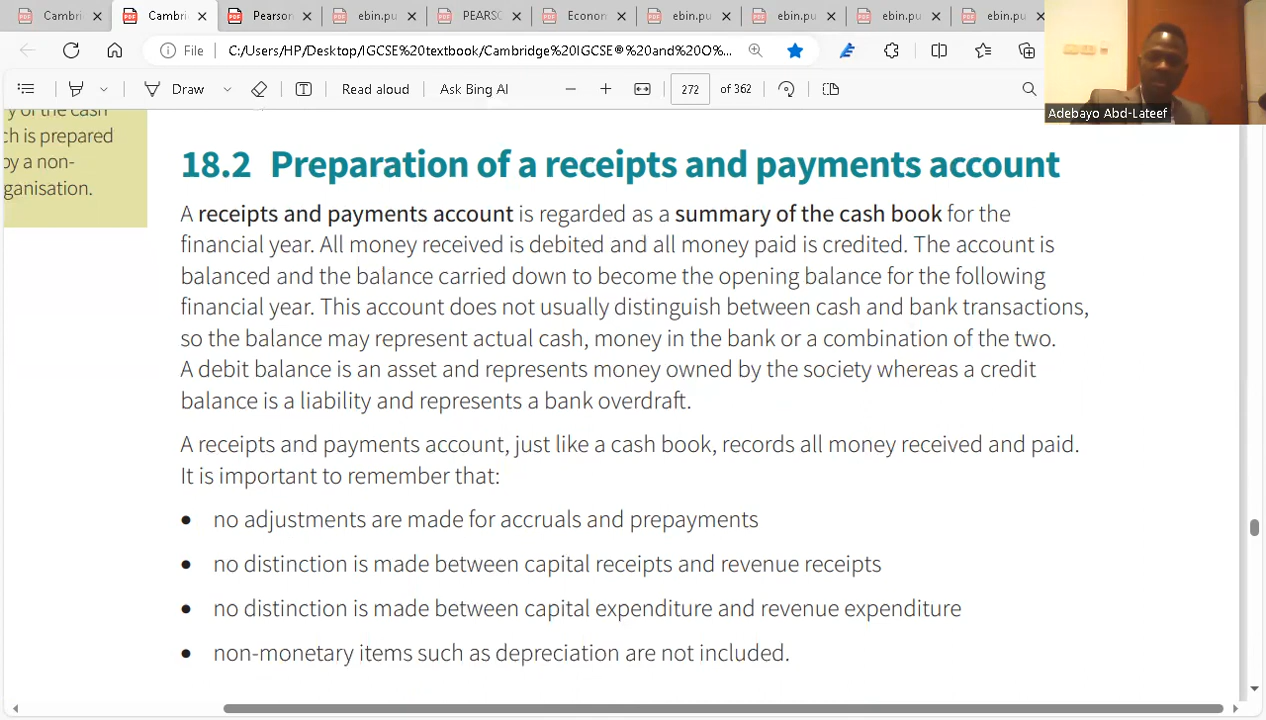 Cambri
Cambri
Pearson
ebin.pu
PEARSC
Econom
ebin.pu
ebin.pu
ebin.pu
ebin.pu
File
C:/Users/HP/Desktop/IGCSE%20textbook/Cambridge%20IGCSE®%20and%20O%...
Draw
Read aloud
Ask Bing AI
272
of 362
Adebayo Abd-Lateef
y of the cash
ch is prepared
by a non-
ganisation.
18.2 Preparation of a receipts and payments account
A receipts and payments account is regarded as a summary of the cash book for the
financial year. All money received is debited and all money paid is credited. The account is
balanced and the balance carried down to become the opening balance for the following
financial year. This account does not usually distinguish between cash and bank transactions,
so the balance may represent actual cash, money in the bank or a combination of the two.
A debit balance is an asset and represents money owned by the society whereas a credit
balance is a liability and represents a bank overdraft.
A receipts and payments account, just like a cash book, records all money received and paid.
It is important to remember that:
• no adjustments are made for accruals and prepayments
• no distinction is made between capital receipts and revenue receipts
• no distinction is made between capital expenditure and revenue expenditure
• non-monetary items such as depreciation are not included.